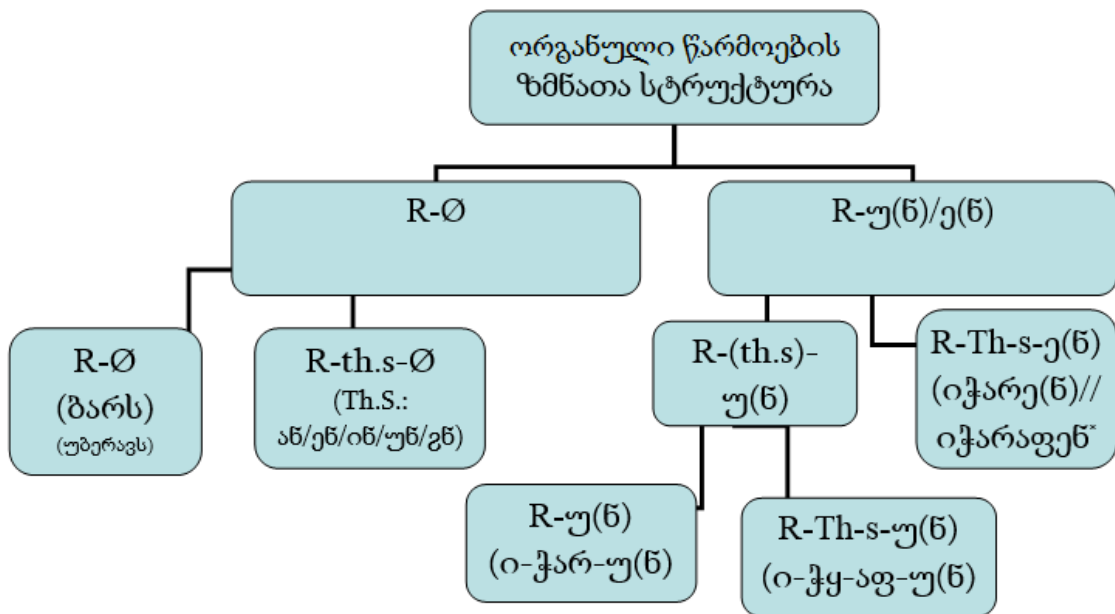 ორგანული წარმოების
ზმნათა სტრუქტურა
R-Ø
R-უ(ნ)/ე(ნ)
R-Ø
(ბარს)
(უბერავს)
R-th.s-Ø
(Th.S.:
ან/ენ/ინ/უნ/ჷნ)
R-(th.s)-
უ(ნ)
R-Th-s-ე(ნ)
(იჭარე(ნ)//
იჭარაფენ*
R-უ(ნ)
(ი-ჭარ-უ(ნ)
R-Th-s-უ(ნ)
(ი-ჭყ-აფ-უ(ნ)